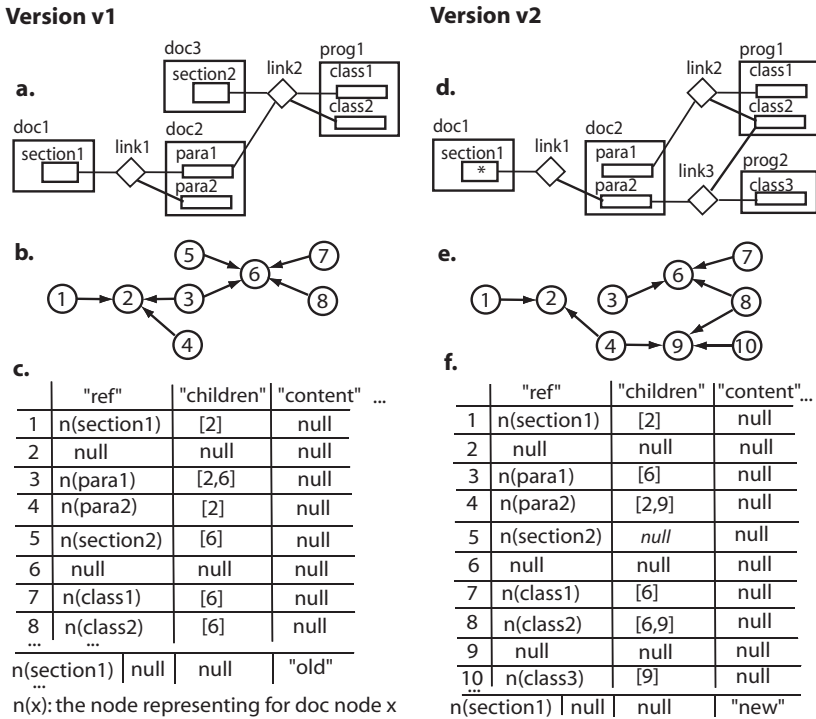 Version v1
a.
doc3
section2
link2
prog1
class1
class2
doc1
section1
link1
doc2
para1
para2
b.
1
2
3
4
5
6
7
8
c.
"ref" "children" "content" ...
1 n(section1) [2] null
2 null null null
3 n(para1) [2,6] null
4 n(para2) [2] null
5 n(section2) [6] null
6 null null null
7 n(class1) [6] null
8 n(class2) [6] null
... ...
n(section1) null null "old"
...
n(x): the node representing for doc node x
Version v2
d.
prog1
link2
class1
class2
doc1
section1
*
link1
doc2
para1
para2
link3
prog2
class3
e.
1
2
3
4
6
7
8
9
10
f.
"ref" "children" "content" ...
1 n(section1) [2] null
2 null null null
3 n(para1) [6] null
4 n(para2) [2,9] null
5 n(section2) null null
6 null null null
7 n(class1) [6] null
8 n(class2) [6,9] null
9 null null null
10 n(class3) [9] null
...
n(section1) null null "new"